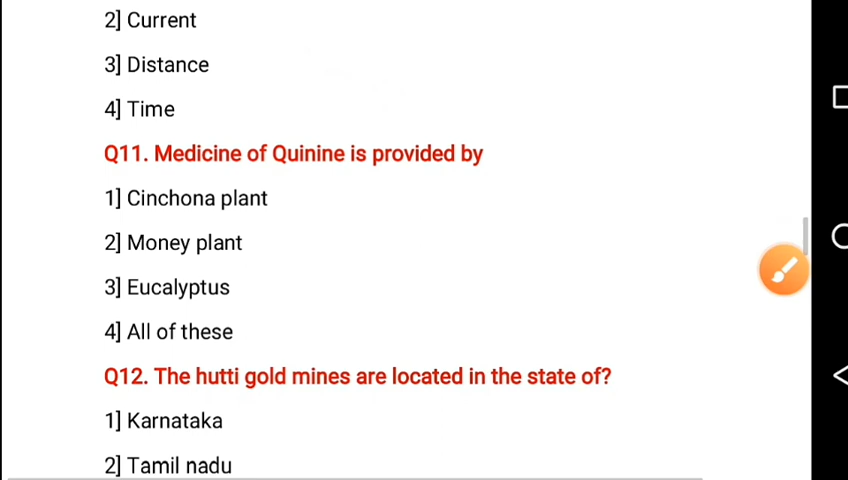 2] Current
3] Distance
4] Time
Q11. Medicine of Quinine is provided by
1] Cinchona plant
2] Money plant
3] Eucalyptus
4] All of these
Q12. The hutti gold mines are located in the state of?
1] Karnataka
2] Tamil nadu